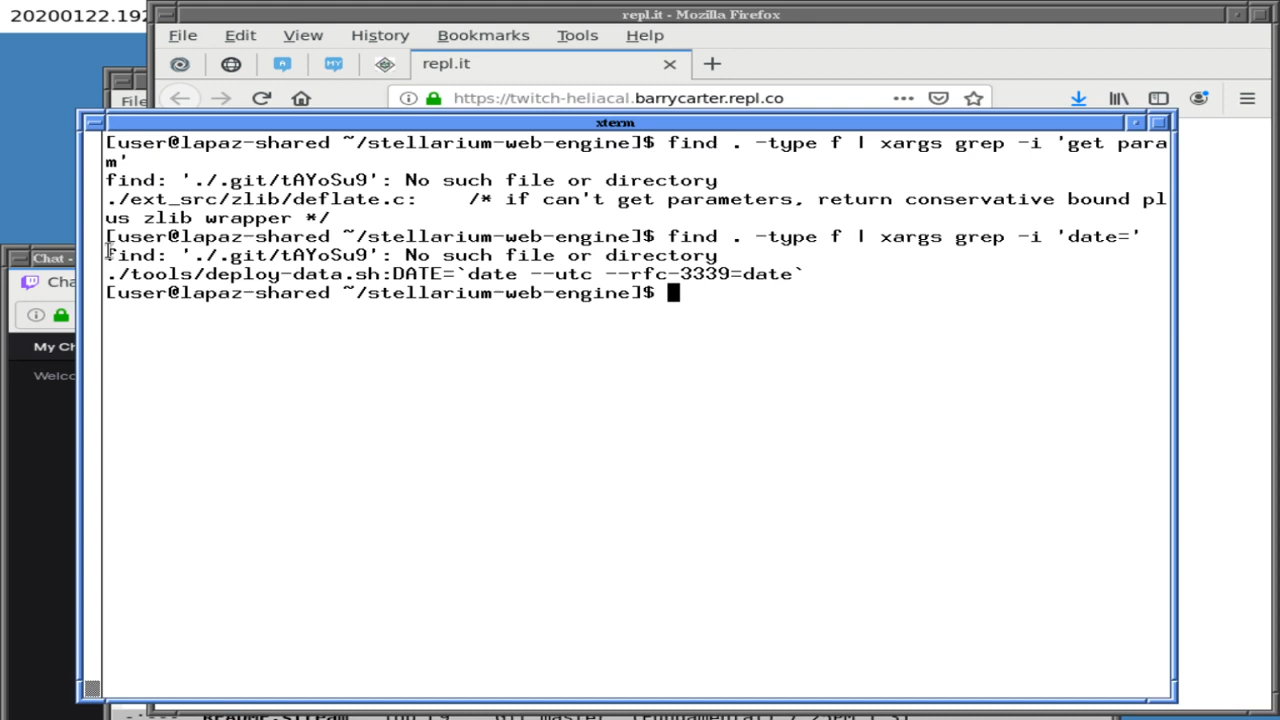 20200122.192
repl.it - Mozilla Firefox
File Edit View History Bookmarks Tools Help
repl.it
https://twitch-heliacal.barrycarter.repl.co
File
xterm
[user@lapaz-shared ~/stellarium-web-engine]$ find . -type f | xargs grep -i 'get para
m'
find: './.git/tAYoSu9': No such file or directory
./ext_src/zlib/deflate.c:    /* if can't get parameters, return conservative bound pl
us zlib wrapper */
[user@lapaz-shared ~/stellarium-web-engine]$ find . -type f | xargs grep -i 'date='
find: './.git/tAYoSu9': No such file or directory
./tools/deploy-data.sh:DATE=`date --utc --rfc-3339=date`
[user@lapaz-shared ~/stellarium-web-engine]$
Chat -
Cha
My Ch
Welco